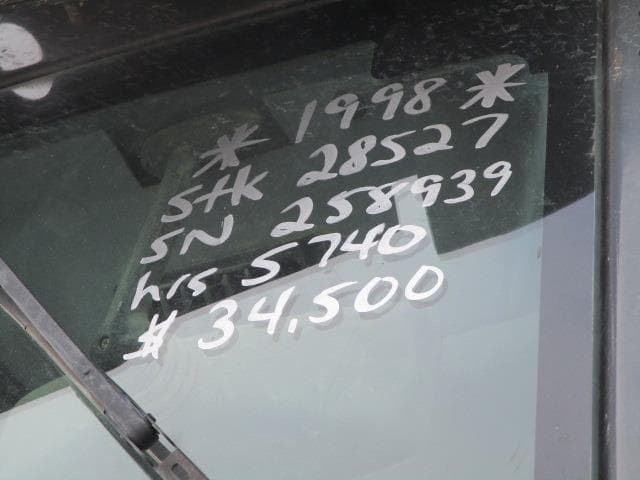 * 1998 *
Stk 28527
SN 258939
hrs 5740
$34,500